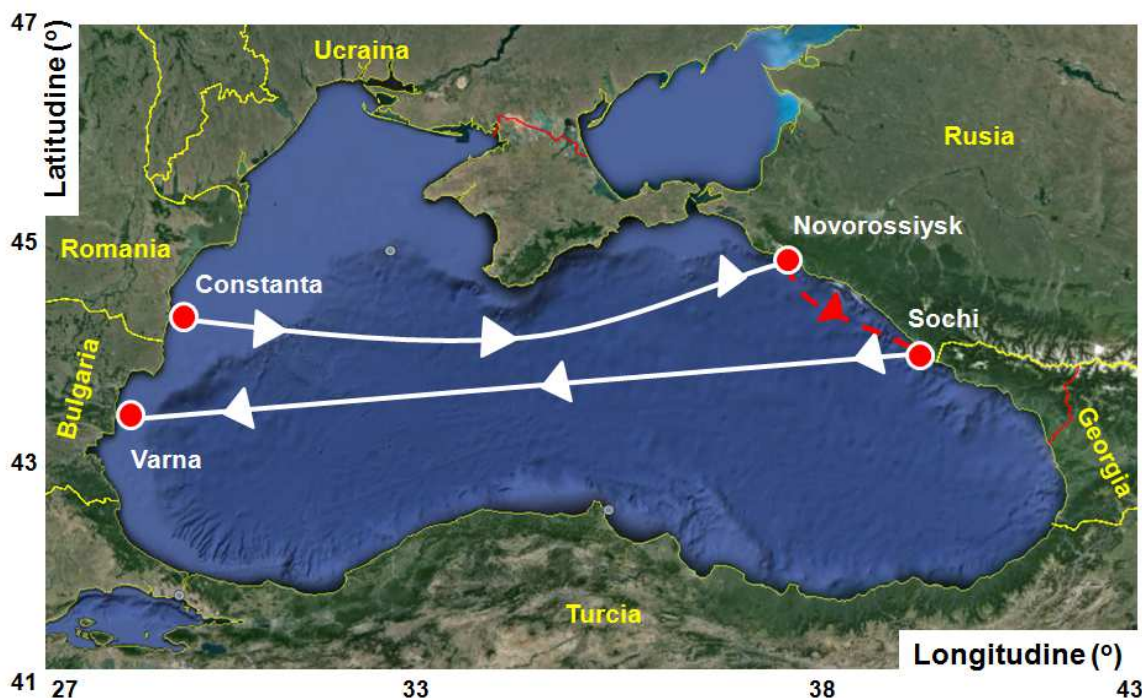 47
Ucraina
Latitudine (º)
Rusia
45
Romania
Novorossiysk
Constanta
Sochi
Bulgaria
43
Varna
Georgia
Turcia
Longitudine (º)
41
27
33
38
43